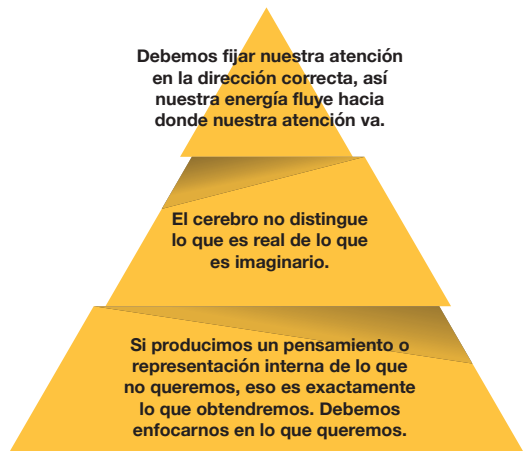 Debemos fijar nuestra atención
en la dirección correcta, así
nuestra energía fluye hacia
donde nuestra atención va.
El cerebro no distingue
lo que es real de lo que
es imaginario.
Si producimos un pensamiento o
representación interna de lo que
no queremos, eso es exactamente
lo que obtendremos. Debemos
enfocarnos en lo que queremos.